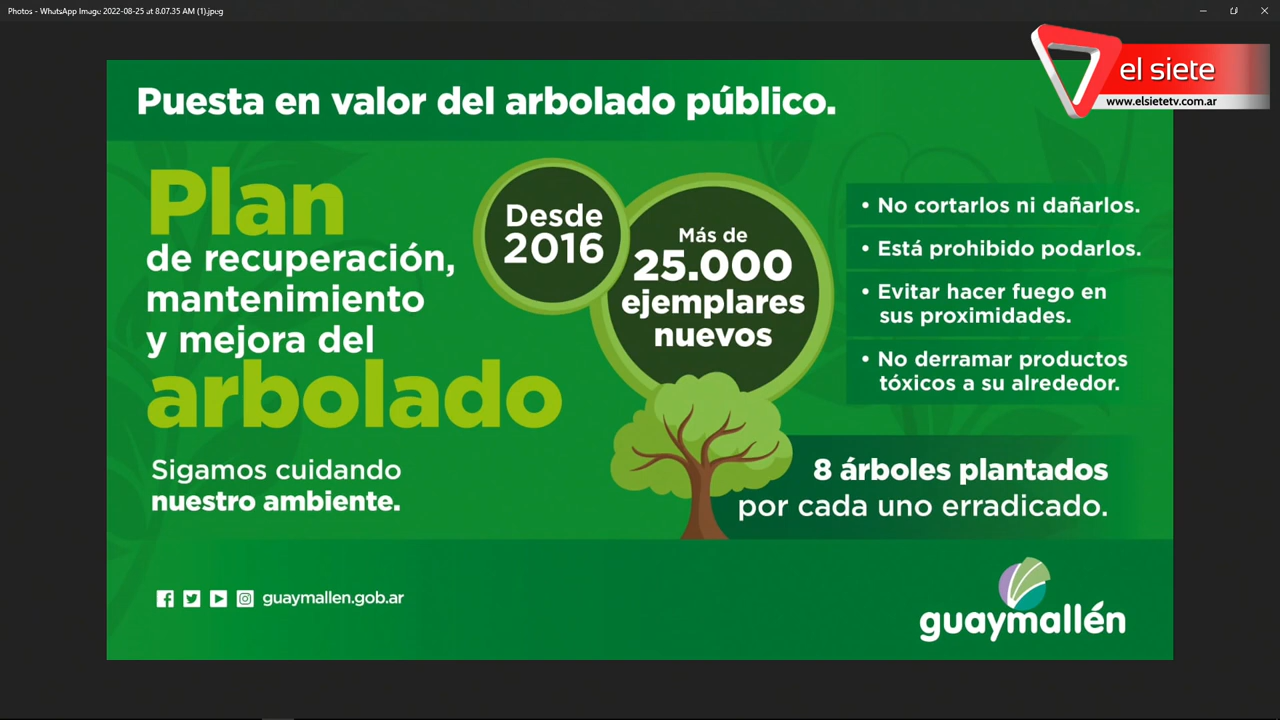 Photos - WhatsApp Image 2022-08-25 at 8.07.35 AM (1).jpeg
el siete
www.elsietetv.com.ar
Puesta en valor del arbolado público.
Plan
de recuperación,
mantenimiento
y mejora del
arbolado
Sigamos cuidando
nuestro ambiente.
Desde
2016
Más de
25.000
ejemplares
nuevos
• No cortarlos ni dañarlos.
• Está prohibido podarlos.
• Evitar hacer fuego en
sus proximidades.
• No derramar productos
tóxicos a su alrededor.
8 árboles plantados
por cada uno erradicado.
guaymallen.gob.ar
guaymallén